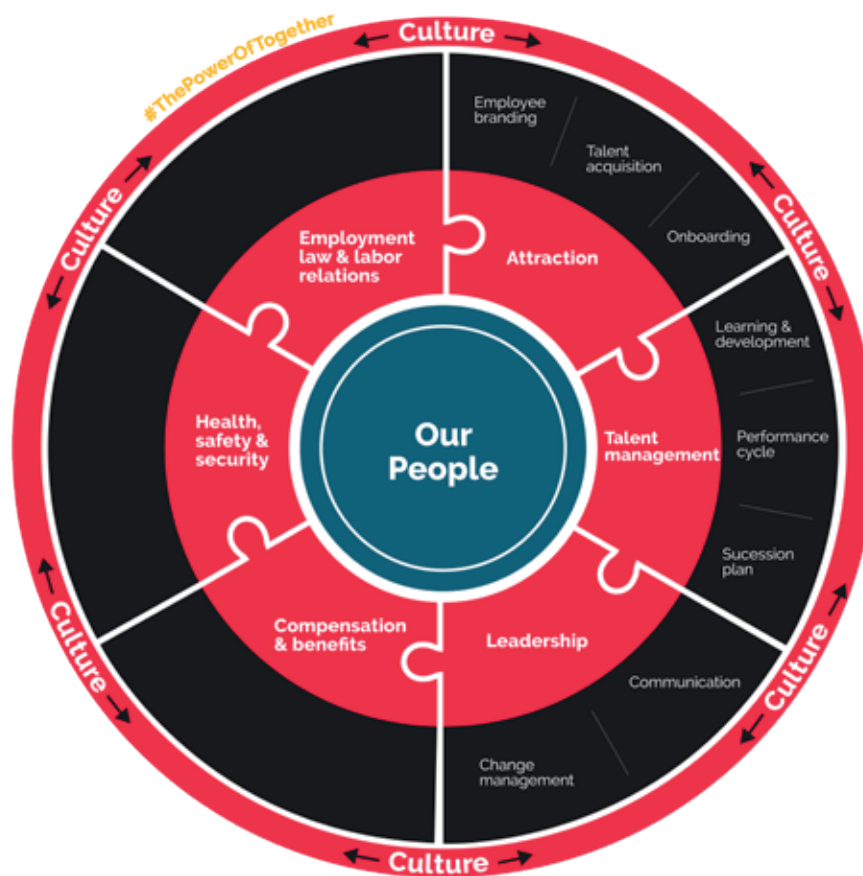 #ThePowerOfTogether
Culture
Employee
branding
Talent
acquisition
Onboarding
Culture
Culture
Employment
law & labor
relations
Attraction
Learning &
development
Health,
safety &
security
Our
People
Talent
management
Performance
cycle
Sucession
plan
Compensation
& benefits
Leadership
Communication
Change
management
Culture
Culture
Culture